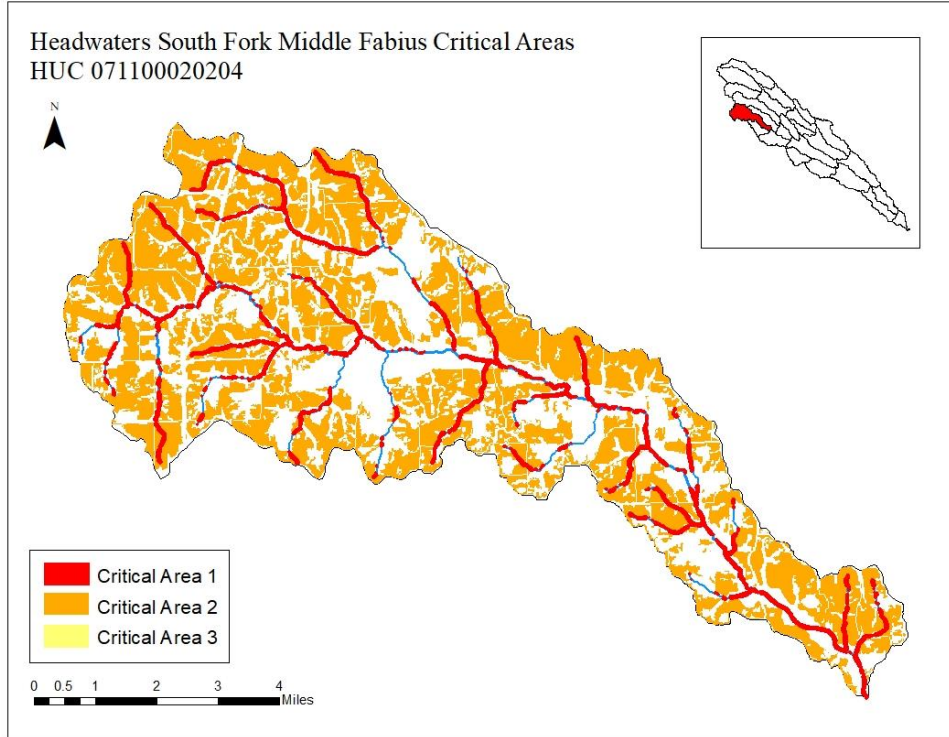 Headwaters South Fork Middle Fabius Critical Areas
HUC 071100020204
N
Critical Area 1
Critical Area 2
Critical Area 3
0 0.5 1 2 3 4
Miles